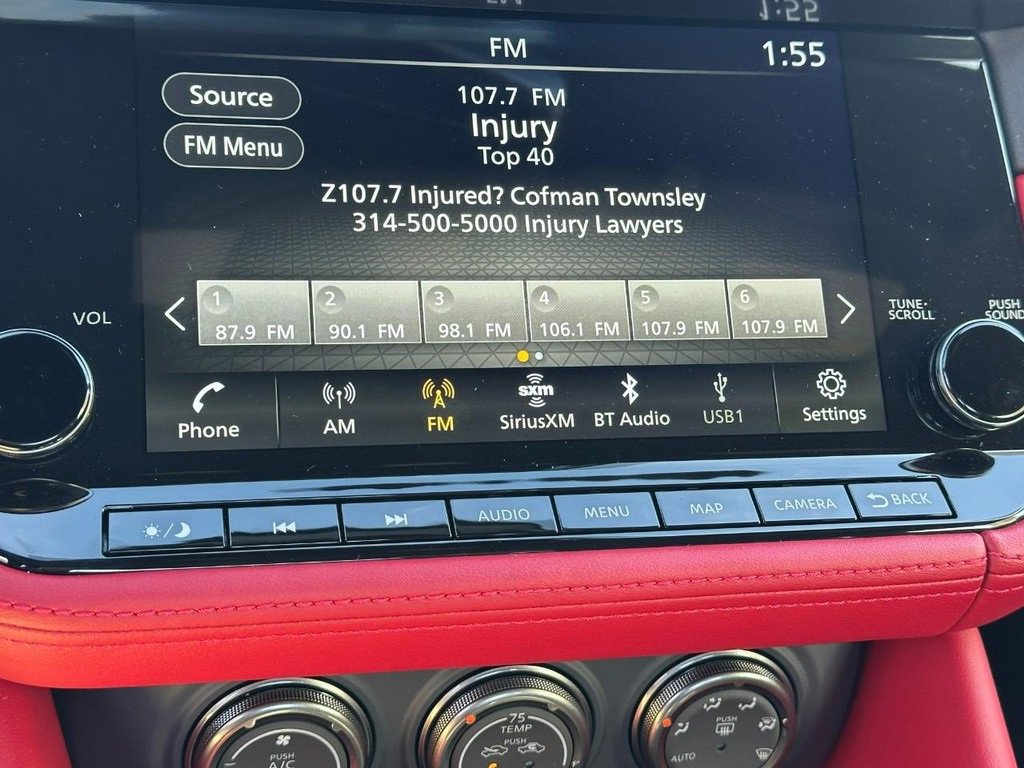 FM
1:55
Source
107.7 FM
Injury
FM Menu
Top 40
Z107.7 Injured? Cofman Townsley
314-500-5000 Injury Lawyers
1 2 3 4 5 6
87.9 FM 90.1 FM 98.1 FM 106.1 FM 107.9 FM 107.9 FM
VOL
TUNE·
SCROLL
PUSH
SOUND
sxm
Phone AM FM SiriusXM BT Audio USB1 Settings
AUDIO MENU MAP CAMERA BACK
PUSH
A/C
75
TEMP
PUSH
PUSH
AUTO